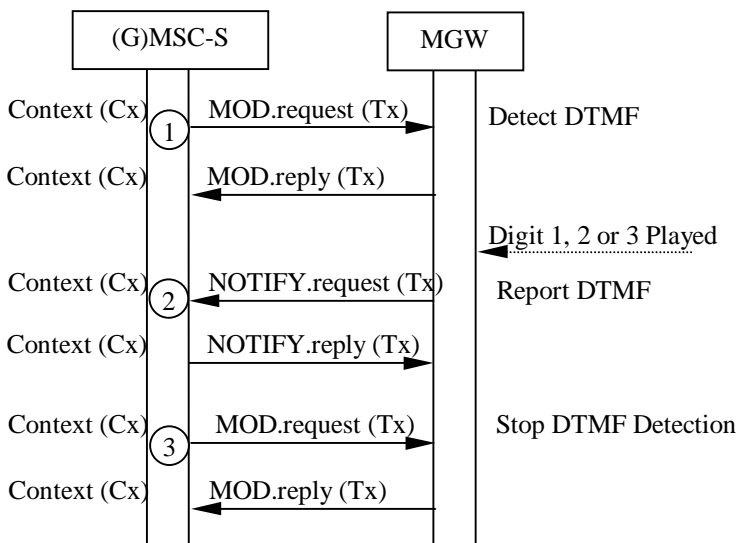 (G)MSC-S MGW
Context (Cx) 1 MOD.request (Tx) Detect DTMF
Context (Cx) MOD.reply (Tx)
Digit 1, 2 or 3 Played
Context (Cx) 2 NOTIFY.request (Tx) Report DTMF
Context (Cx) NOTIFY.reply (Tx)
Context (Cx) 3 MOD.request (Tx) Stop DTMF Detection
Context (Cx) MOD.reply (Tx)